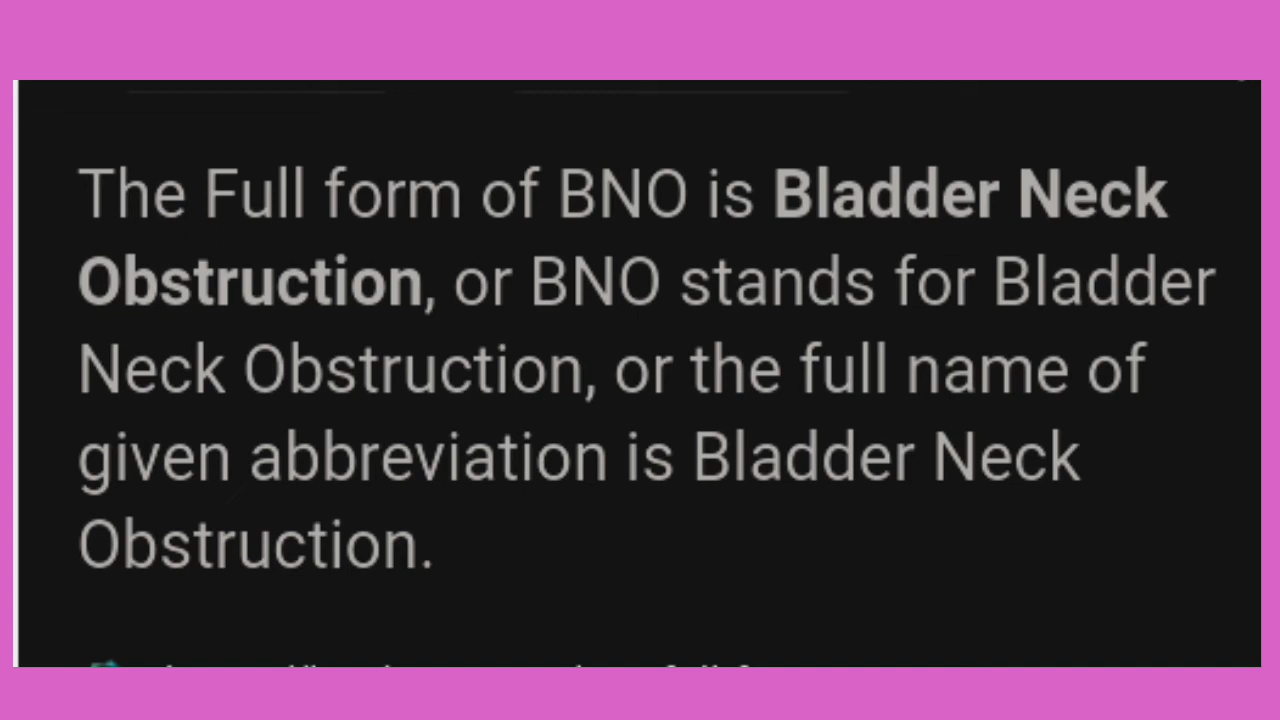 The Full form of BNO is Bladder Neck
Obstruction, or BNO stands for Bladder
Neck Obstruction, or the full name of
given abbreviation is Bladder Neck
Obstruction.